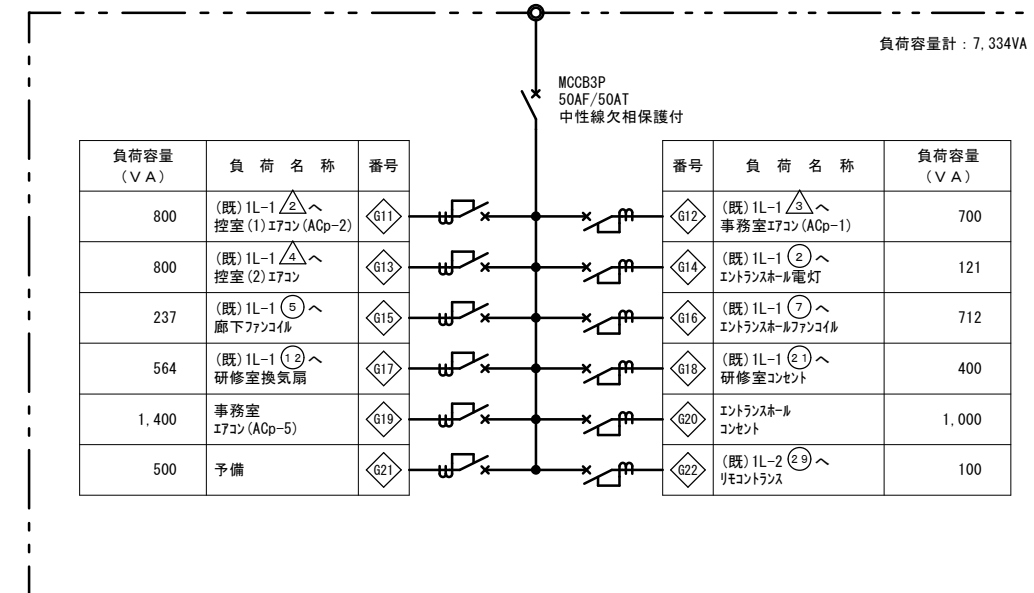 負荷容量計：7,334VA
MCCB3P
50AF/50AT
中性線欠相保護付
負荷容量
（ＶＡ）
負　荷　名　称
番号
番号
負　荷　名　称
負荷容量
（ＶＡ）
800
(既)1L-1 2 へ
控室(1)ｴｱｺﾝ(ACp-2)
G11
G12
(既)1L-1 3 へ
事務室ｴｱｺﾝ(ACp-1)
700
800
(既)1L-1 4 へ
控室(2)ｴｱｺﾝ
G13
G14
(既)1L-1 2 へ
ｴﾝﾄﾗﾝｽﾎｰﾙ電灯
121
237
(既)1L-1 5 へ
廊下ﾌｧﾝｺｲﾙ
G15
G16
(既)1L-1 7 へ
ｴﾝﾄﾗﾝｽﾎｰﾙﾌｧﾝｺｲﾙ
712
564
(既)1L-1 12 へ
研修室換気扇
G17
G18
(既)1L-1 21 へ
研修室ｺﾝｾﾝﾄ
400
1,400
事務室
ｴｱｺﾝ(ACp-5)
G19
G20
ｴﾝﾄﾗﾝｽﾎｰﾙ
ｺﾝｾﾝﾄ
1,000
500
予備
G21
G22
(既)1L-2 29 へ
ﾘﾓｺﾝﾄﾗﾝｽ
100